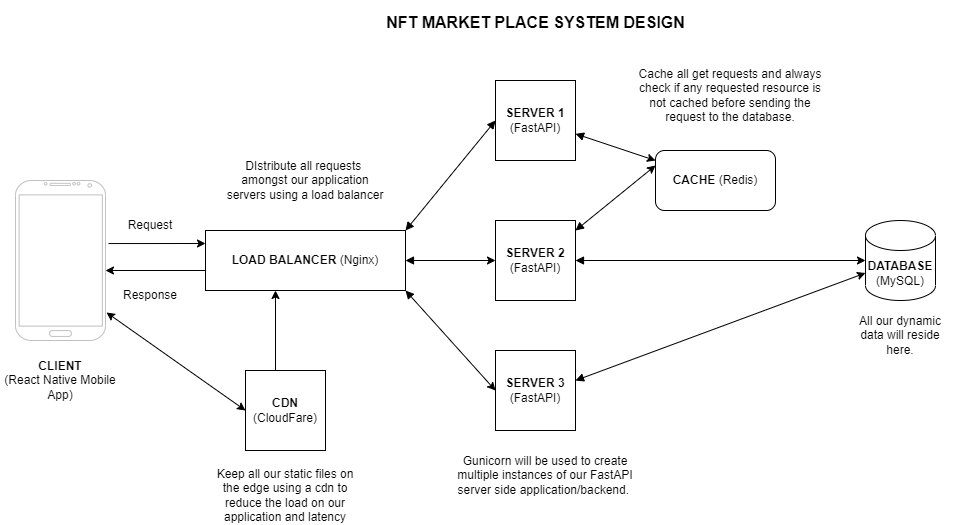 NFT MARKET PLACE SYSTEM DESIGN
Cache all get requests and always
check if any requested resource is
not cached before sending the
request to the database.
SERVER 1
(FastAPI)
DIstribute all requests
amongst our application
servers using a load balancer
CACHE (Redis)
Request
LOAD BALANCER (Nginx)
SERVER 2
(FastAPI)
DATABASE
(MySQL)
Response
All our dynamic
data will reside
here.
CLIENT
(React Native Mobile
App)
SERVER 3
(FastAPI)
CDN
(CloudFare)
Gunicorn will be used to create
multiple instances of our FastAPI
server side application/backend.
Keep all our static files on
the edge using a cdn to
reduce the load on our
application and latency